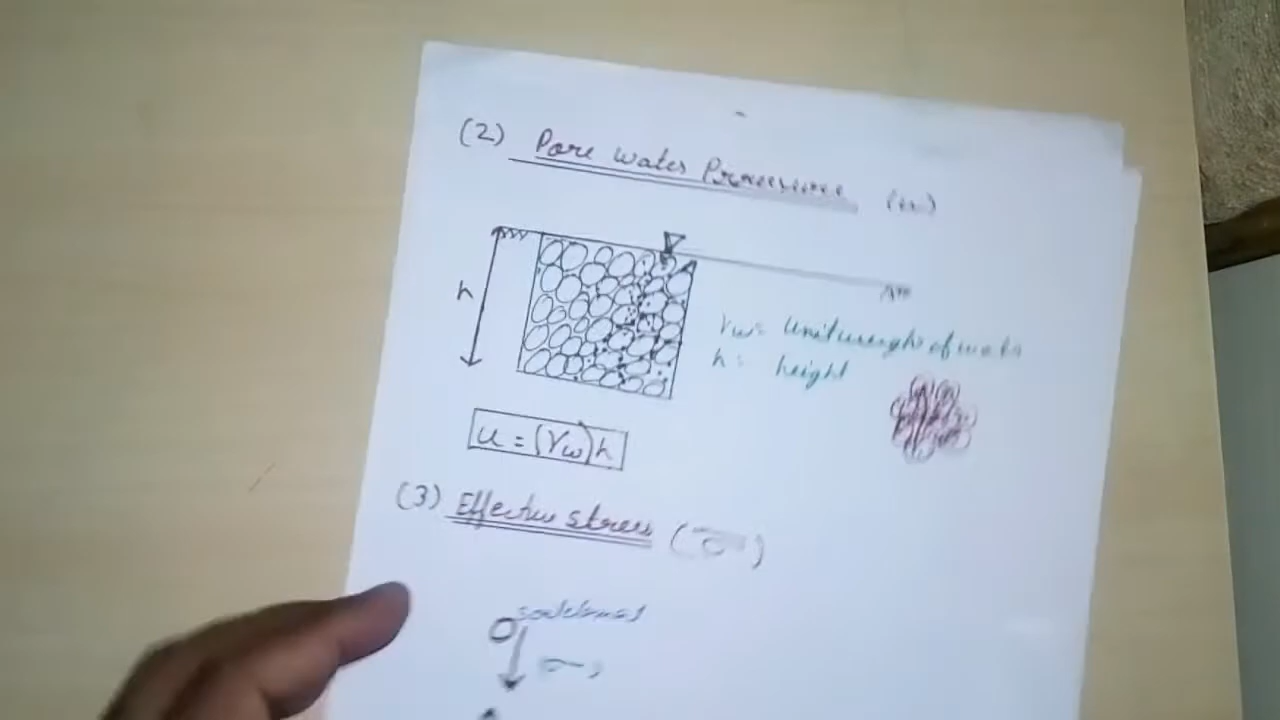 (2) Pore water Pressure (u)
h
γw = Unit weight of water
h = height
u = (γw)h
(3) Effective stress (σ̄)